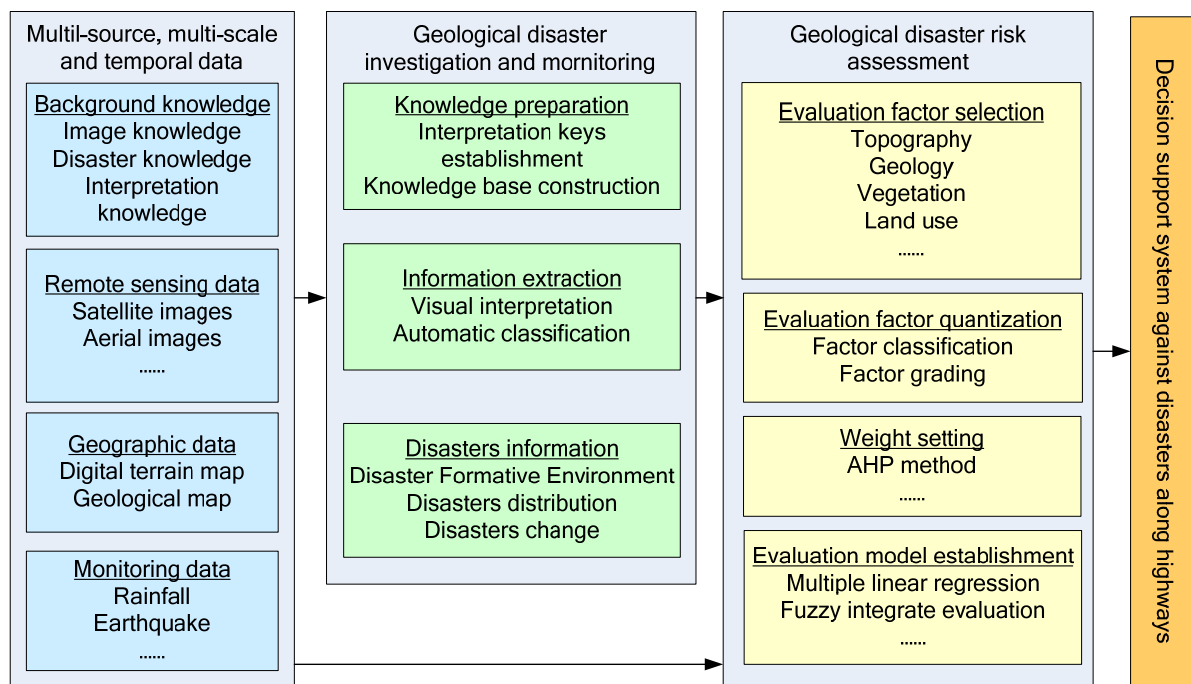 Multil-source, multi-scale
and temporal data
Background knowledge
Image knowledge
Disaster knowledge
Interpretation
knowledge
Remote sensing data
Satellite images
Aerial images
......
Geographic data
Digital terrain map
Geological map
Monitoring data
Rainfall
Earthquake
......
Geological disaster
investigation and mornitoring
Knowledge preparation
Interpretation keys
establishment
Knowledge base construction
Information extraction
Visual interpretation
Automatic classification
Disasters information
Disaster Formative Environment
Disasters distribution
Disasters change
Geological disaster risk
assessment
Evaluation factor selection
Topography
Geology
Vegetation
Land use
......
Evaluation factor quantization
Factor classification
Factor grading
Weight setting
AHP method
......
Evaluation model establishment
Multiple linear regression
Fuzzy integrate evaluation
......
Decision support system against disasters along highways